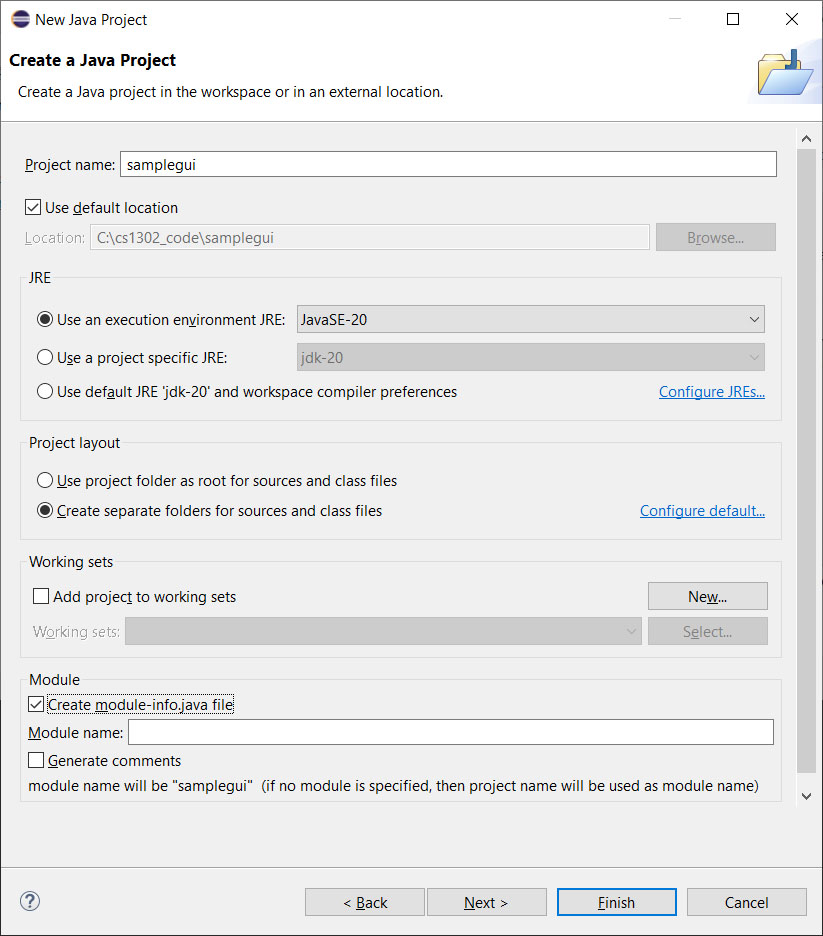 New Java Project
Create a Java Project
Create a Java project in the workspace or in an external location.
Project name: samplegui
Use default location
Location: C:\cs1302_code\samplegui Browse...
JRE
Use an execution environment JRE: JavaSE-20
Use a project specific JRE: jdk-20
Use default JRE 'jdk-20' and workspace compiler preferences Configure JREs...
Project layout
Use project folder as root for sources and class files
Create separate folders for sources and class files Configure default...
Working sets
Add project to working sets New...
Working sets: Select...
Module
Create module-info.java file
Module name:
Generate comments
module name will be "samplegui" (if no module is specified, then project name will be used as module name)
? < Back Next > Finish Cancel